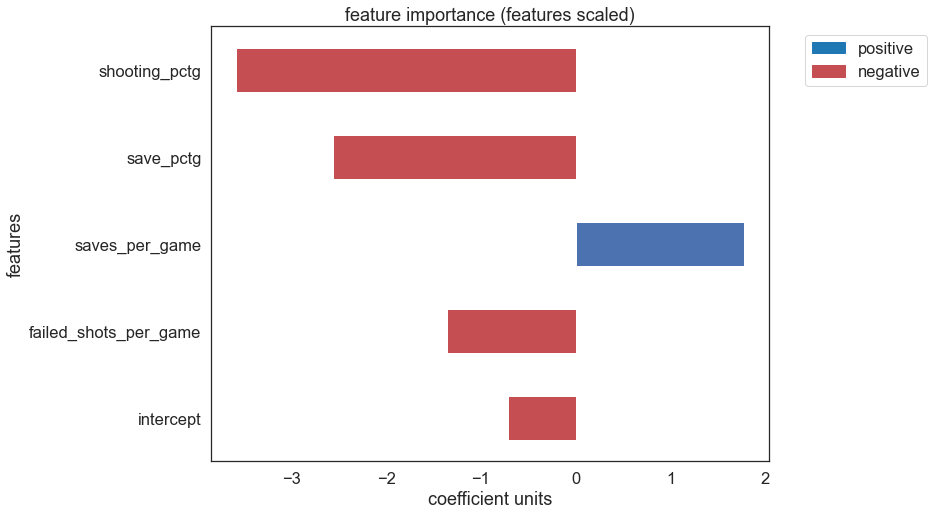 feature importance (features scaled)
positive
negative
shooting_pctg
save_pctg
saves_per_game
failed_shots_per_game
intercept
features
−3 −2 −1 0 1 2
coefficient units